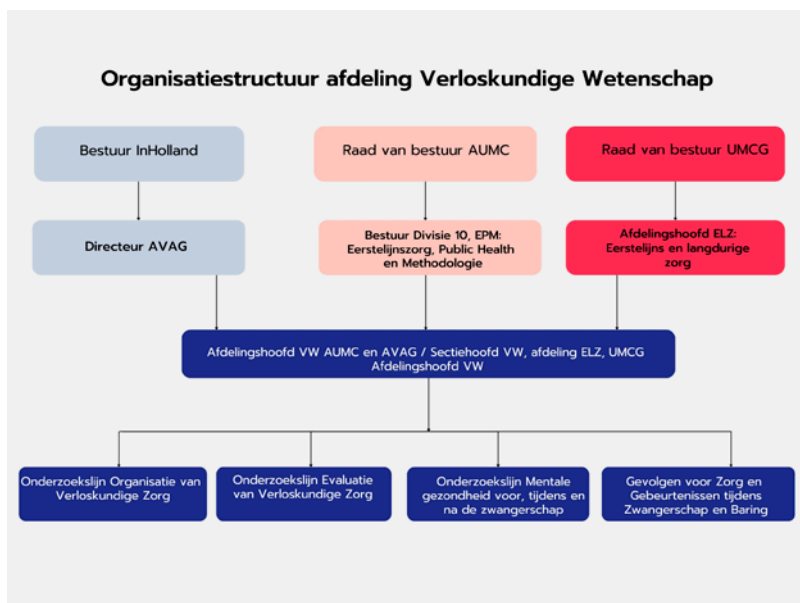 Organisatiestructuur afdeling Verloskundige Wetenschap
Bestuur InHolland
Raad van bestuur AUMC
Raad van bestuur UMCG
Directeur AVAG
Bestuur Divisie 10, EPM:
Eerstelijnszorg, Public Health
en Methodologie
Afdelingshoofd ELZ:
Eerstelijns en langdurige
zorg
Afdelingshoofd VW AUMC en AVAG / Sectiehoofd VW, afdeling ELZ, UMCG
Afdelingshoofd VW
Onderzoekslijn Organisatie van
Verloskundige Zorg
Onderzoekslijn Evaluatie
van Verloskundige Zorg
Onderzoekslijn Mentale
gezondheid voor, tijdens en
na de zwangerschap
Gevolgen voor Zorg en
Gebeurtenissen tijdens
Zwangerschap en Baring